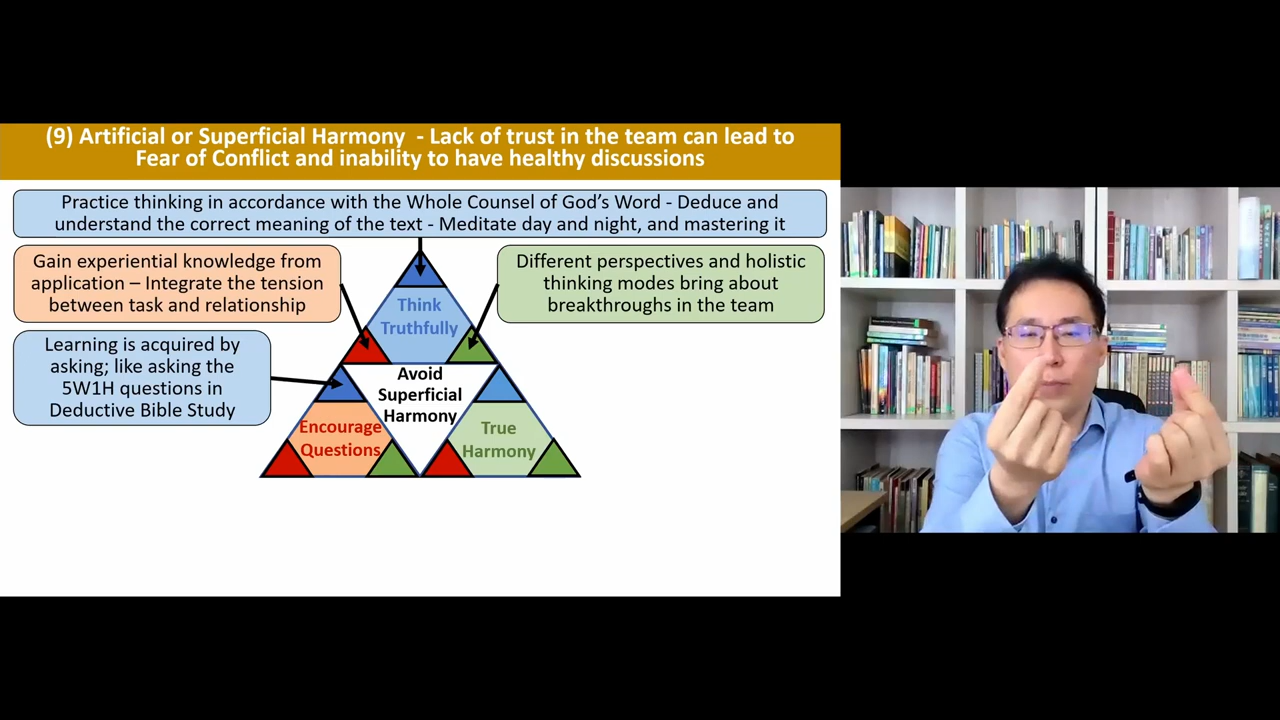 (9) Artificial or Superficial Harmony - Lack of trust in the team can lead to
Fear of Conflict and inability to have healthy discussions
Practice thinking in accordance with the Whole Counsel of God's Word - Deduce and
understand the correct meaning of the text - Meditate day and night, and mastering it
Gain experiential knowledge from
application – Integrate the tension
between task and relationship
Different perspectives and holistic
thinking modes bring about
breakthroughs in the team
Learning is acquired by
asking; like asking the
5W1H questions in
Deductive Bible Study
Think
Truthfully
Avoid
Superficial
Harmony
Encourage
Questions
True
Harmony